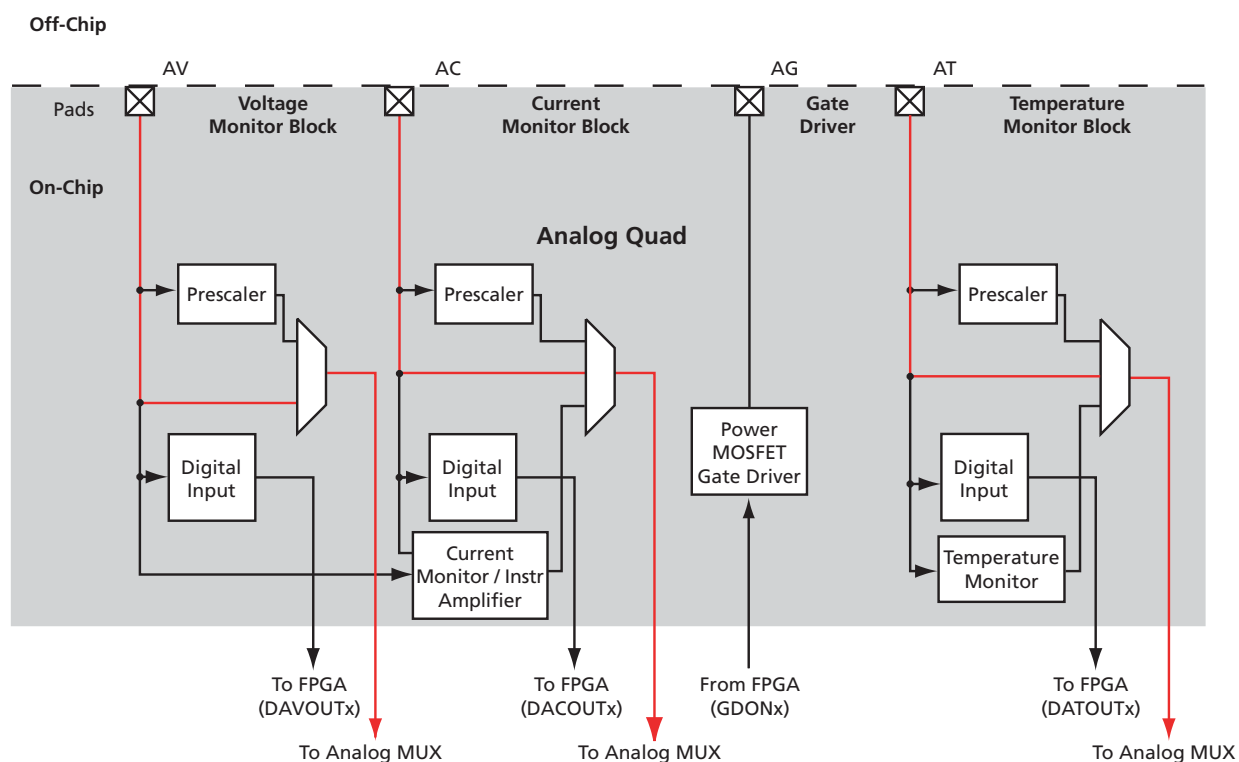 Off-Chip
AV
AC
AG
AT
Pads
Voltage
Monitor Block
Current
Monitor Block
Gate
Driver
Temperature
Monitor Block
On-Chip
Analog Quad
Prescaler
Prescaler
Prescaler
Power
MOSFET
Gate Driver
Digital
Input
Digital
Input
Digital
Input
Current
Monitor / Instr
Amplifier
Temperature
Monitor
To FPGA
(DAVOUTx)
To FPGA
(DACOUTx)
From FPGA
(GDONx)
To FPGA
(DATOUTx)
To Analog MUX
To Analog MUX
To Analog MUX